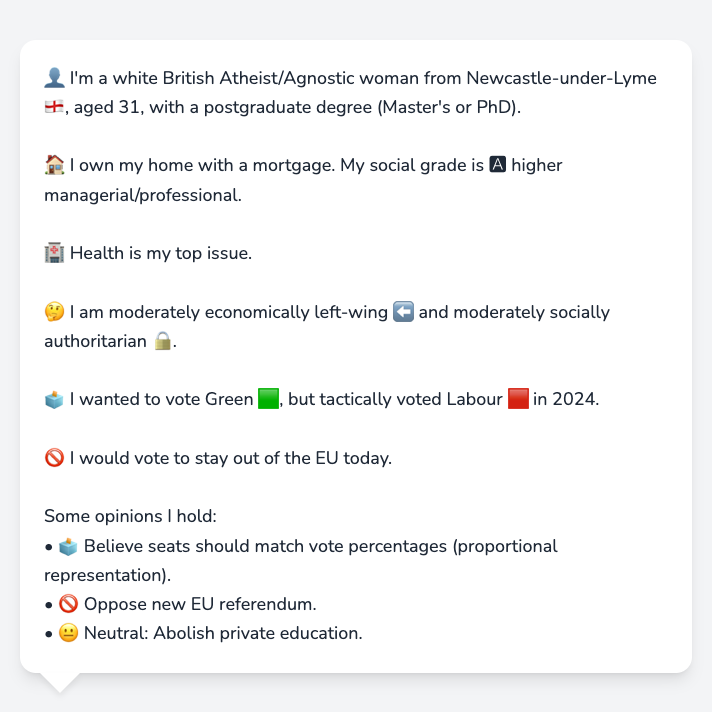 👤 I'm a white British Atheist/Agnostic woman from Newcastle-under-Lyme
🏴󠁧󠁢󠁥󠁮󠁧󠁿, aged 31, with a postgraduate degree (Master's or PhD).
🏠 I own my home with a mortgage. My social grade is 🅰 higher
managerial/professional.
🏥 Health is my top issue.
🤔 I am moderately economically left-wing ⬅️ and moderately socially
authoritarian 🔒.
🗳️ I wanted to vote Green 🟩, but tactically voted Labour 🟥 in 2024.
🚫 I would vote to stay out of the EU today.
Some opinions I hold:
• 🗳️ Believe seats should match vote percentages (proportional
representation).
• 🚫 Oppose new EU referendum.
• 😐 Neutral: Abolish private education.